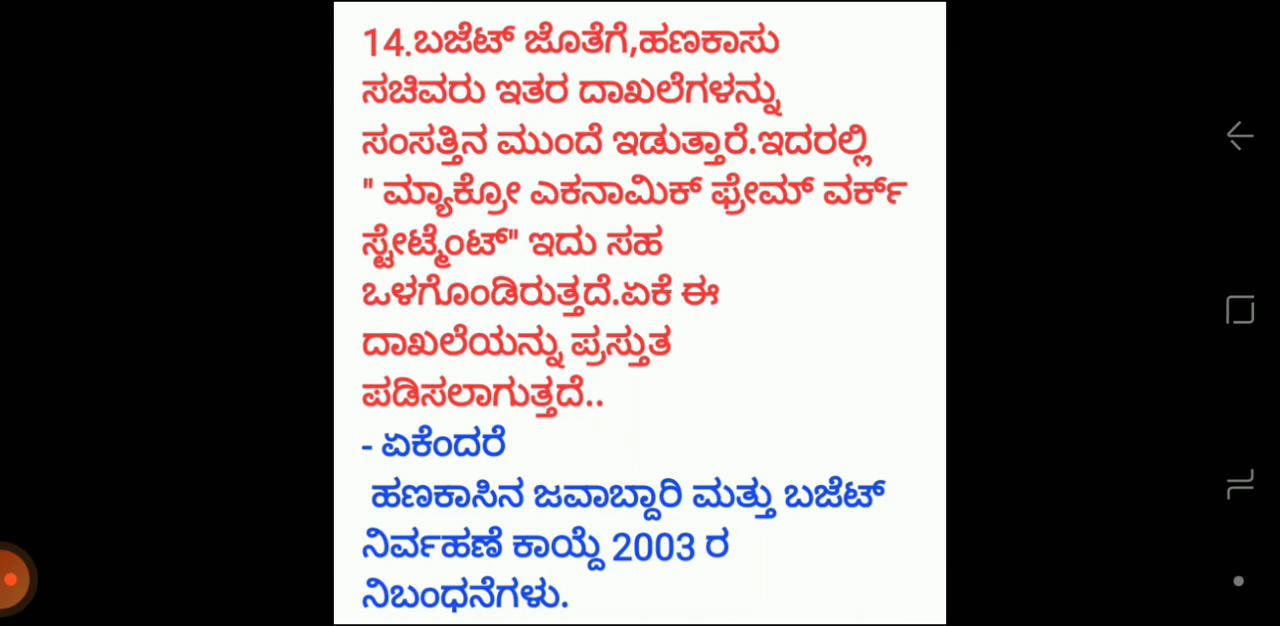 14.ಬಜೆಟ್ ಜೊತೆಗೆ,ಹಣಕಾಸು
ಸಚಿವರು ಇತರ ದಾಖಲೆಗಳನ್ನು
ಸಂಸತ್ತಿನ ಮುಂದೆ ಇಡುತ್ತಾರೆ.ಇದರಲ್ಲಿ
" ಮ್ಯಾಕ್ರೋ ಎಕನಾಮಿಕ್ ಫ್ರೇಮ್ ವರ್ಕ್
ಸ್ಟೇಟ್ಮೆಂಟ್" ಇದು ಸಹ
ಒಳಗೊಂಡಿರುತ್ತದೆ.ಏಕೆ ಈ
ದಾಖಲೆಯನ್ನು ಪ್ರಸ್ತುತ
ಪಡಿಸಲಾಗುತ್ತದೆ..
- ಏಕೆಂದರೆ
ಹಣಕಾಸಿನ ಜವಾಬ್ದಾರಿ ಮತ್ತು ಬಜೆಟ್
ನಿರ್ವಹಣೆ ಕಾಯ್ದೆ 2003 ರ
ನಿಬಂಧನೆಗಳು.